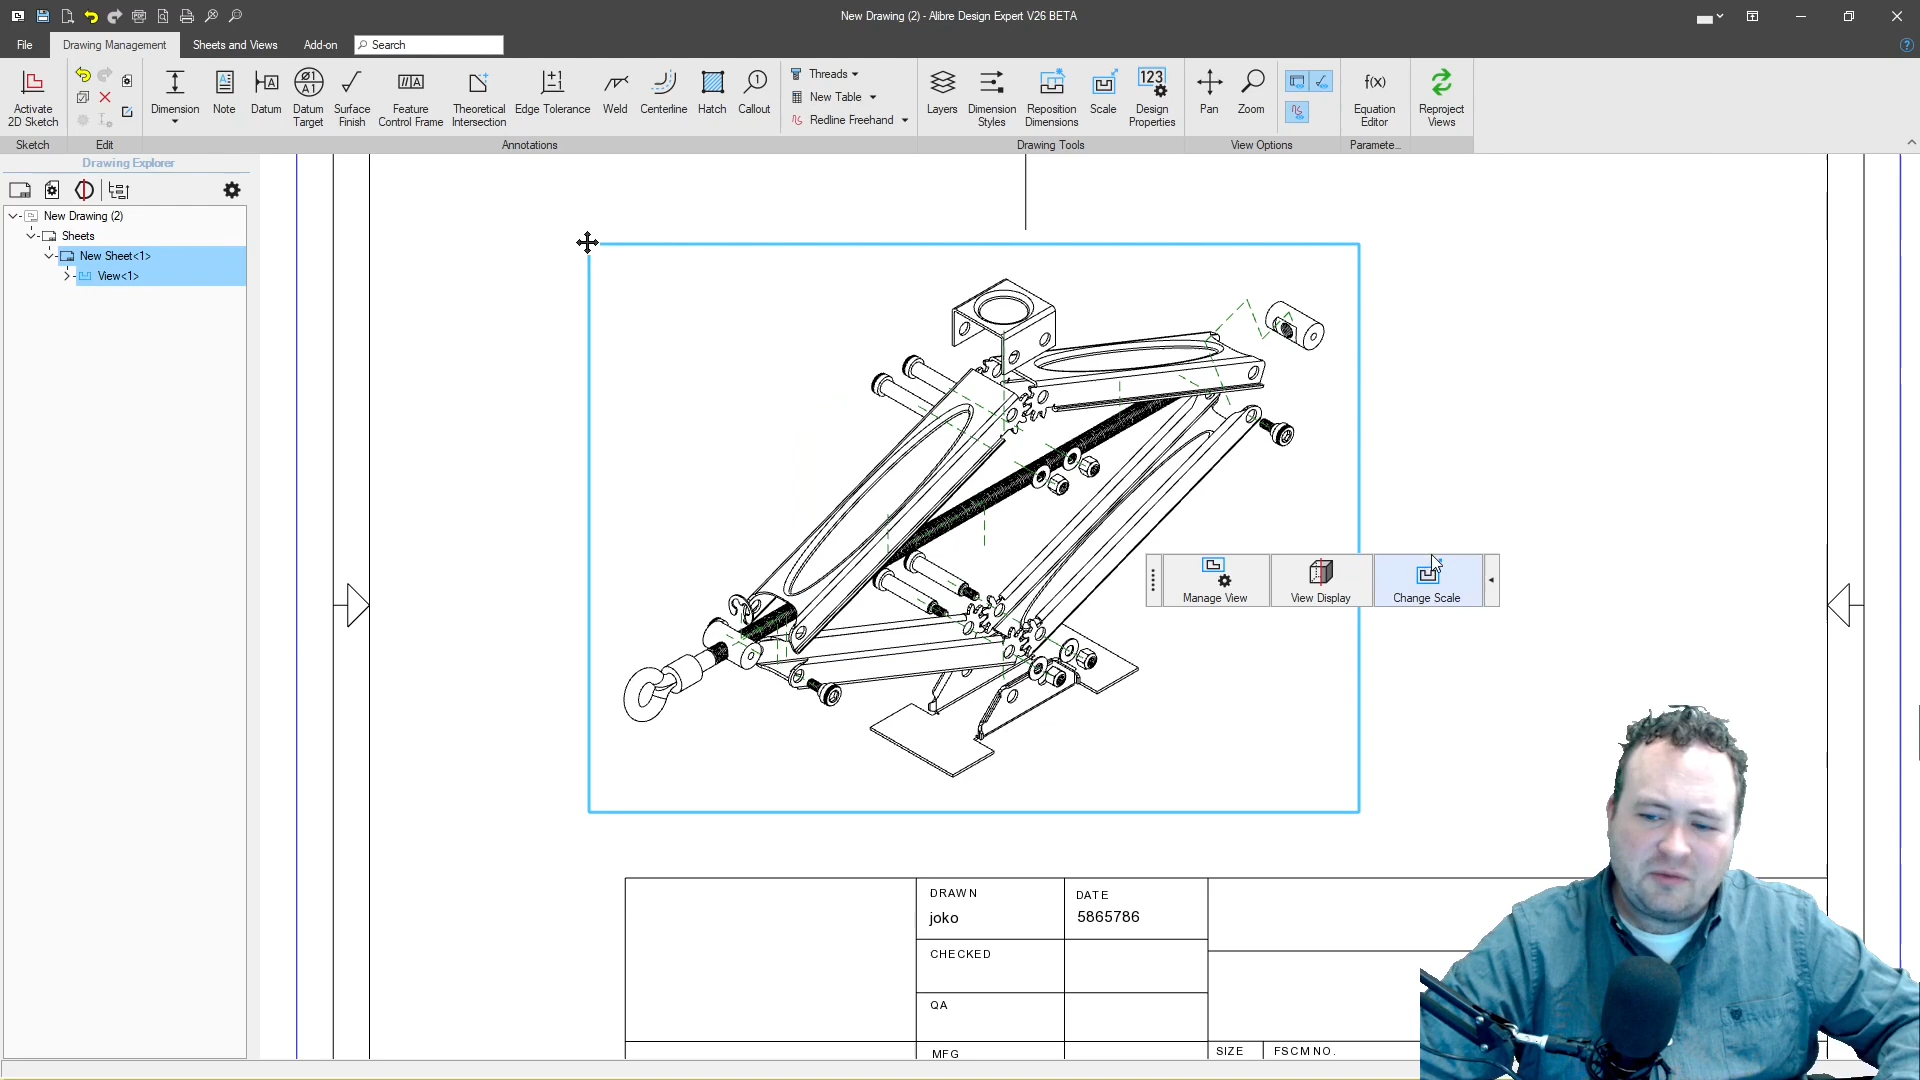 New Drawing (2) - Alibre Design Expert V26 BETA
File
Drawing Management
Sheets and Views
Add-on
Search
Activate
2D Sketch
Dimension
Note
Datum
Datum
Target
Surface
Finish
Feature
Control Frame
Theoretical
Intersection
Edge Tolerance
Weld
Centerline
Hatch
Callout
Threads
New Table
Redline Freehand
Layers
Dimension
Styles
Reposition
Dimensions
Scale
123
Design
Properties
Pan
Zoom
f(x)
Equation
Editor
Reproject
Views
Sketch
Edit
Annotations
Drawing Tools
View Options
Paramete...
Drawing Explorer
New Drawing (2)
Sheets
New Sheet<1>
View<1>
Manage View
View Display
Change Scale
DRAWN
joko
DATE
5865786
CHECKED
QA
MFG
SIZE
FSCM NO.